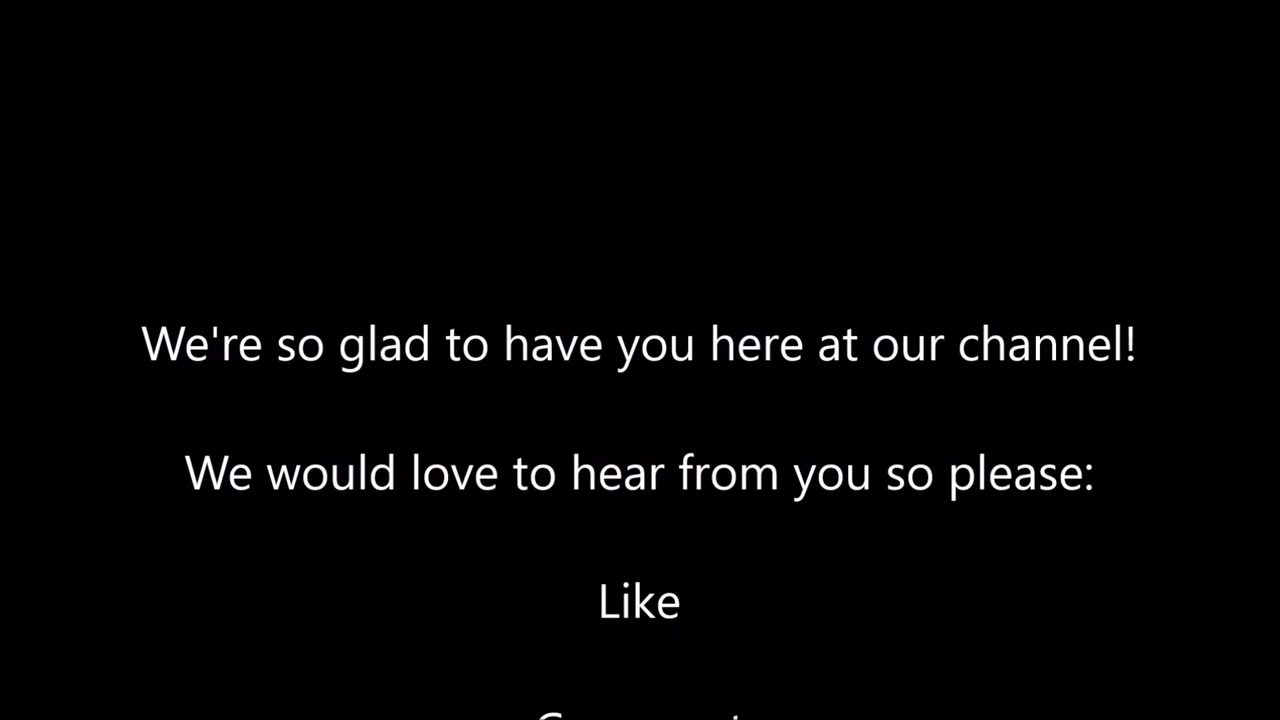 We're so glad to have you here at our channel!
We would love to hear from you so please:
Like